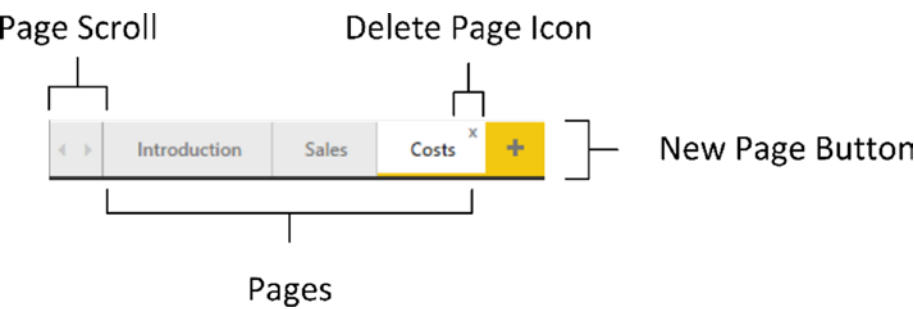 Page Scroll
Delete Page Icon
Introduction
Sales
Costs
x
+
New Page Button
Pages